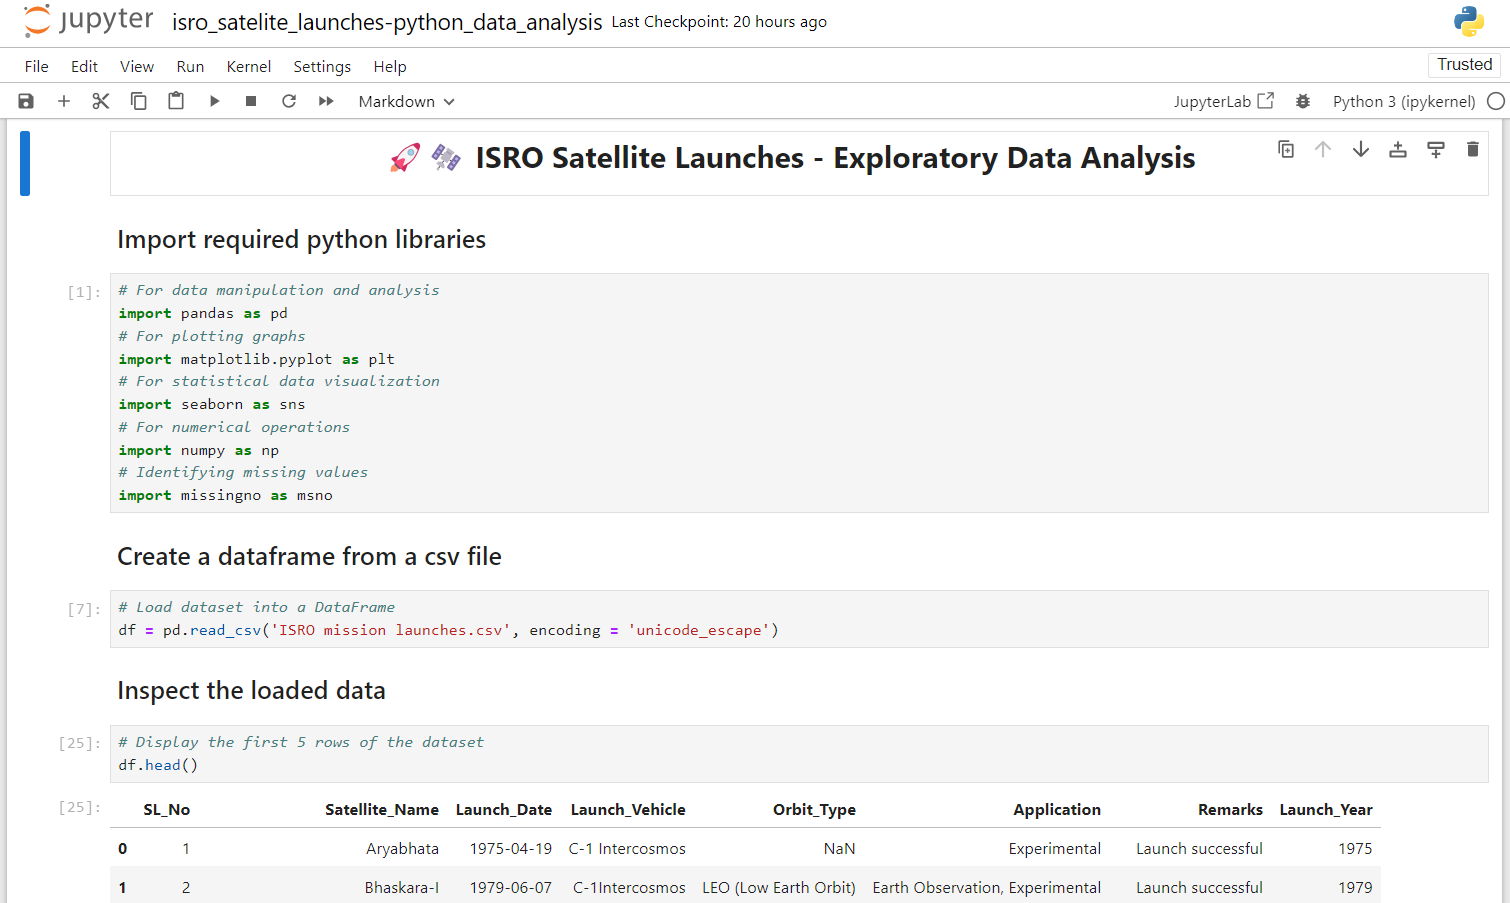 jupyter isro_satelite_launches-python_data_analysis Last Checkpoint: 20 hours ago
File Edit View Run Kernel Settings Help Trusted
Markdown JupyterLab Python 3 (ipykernel)
ISRO Satellite Launches - Exploratory Data Analysis
Import required python libraries
[1]: # For data manipulation and analysis
import pandas as pd
# For plotting graphs
import matplotlib.pyplot as plt
# For statistical data visualization
import seaborn as sns
# For numerical operations
import numpy as np
# Identifying missing values
import missingno as msno
Create a dataframe from a csv file
[7]: # Load dataset into a DataFrame
df = pd.read_csv('ISRO mission launches.csv', encoding = 'unicode_escape')
Inspect the loaded data
[25]: # Display the first 5 rows of the dataset
df.head()
[25]: SL_No Satellite_Name Launch_Date Launch_Vehicle Orbit_Type Application Remarks Launch_Year
0 1 Aryabhata 1975-04-19 C-1 Intercosmos NaN Experimental Launch successful 1975
1 2 Bhaskara-I 1979-06-07 C-1Intercosmos LEO (Low Earth Orbit) Earth Observation, Experimental Launch successful 1979